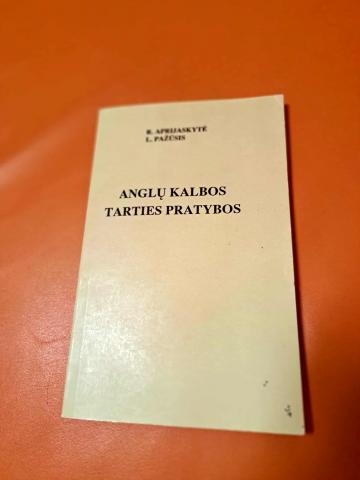 R. APRIJASKYTĖ
L. PAŽŪSIS
ANGLŲ KALBOS
TARTIES PRATYBOS